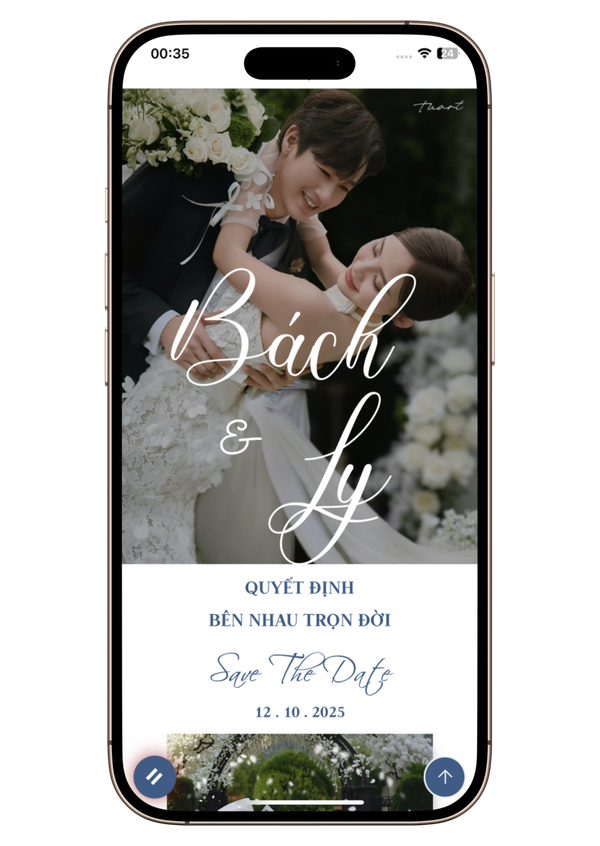 00:35
24
tuart
Bách
&
Ly
QUYẾT ĐỊNH
BÊN NHAU TRỌN ĐỜI
Save The Date
12 . 10 . 2025